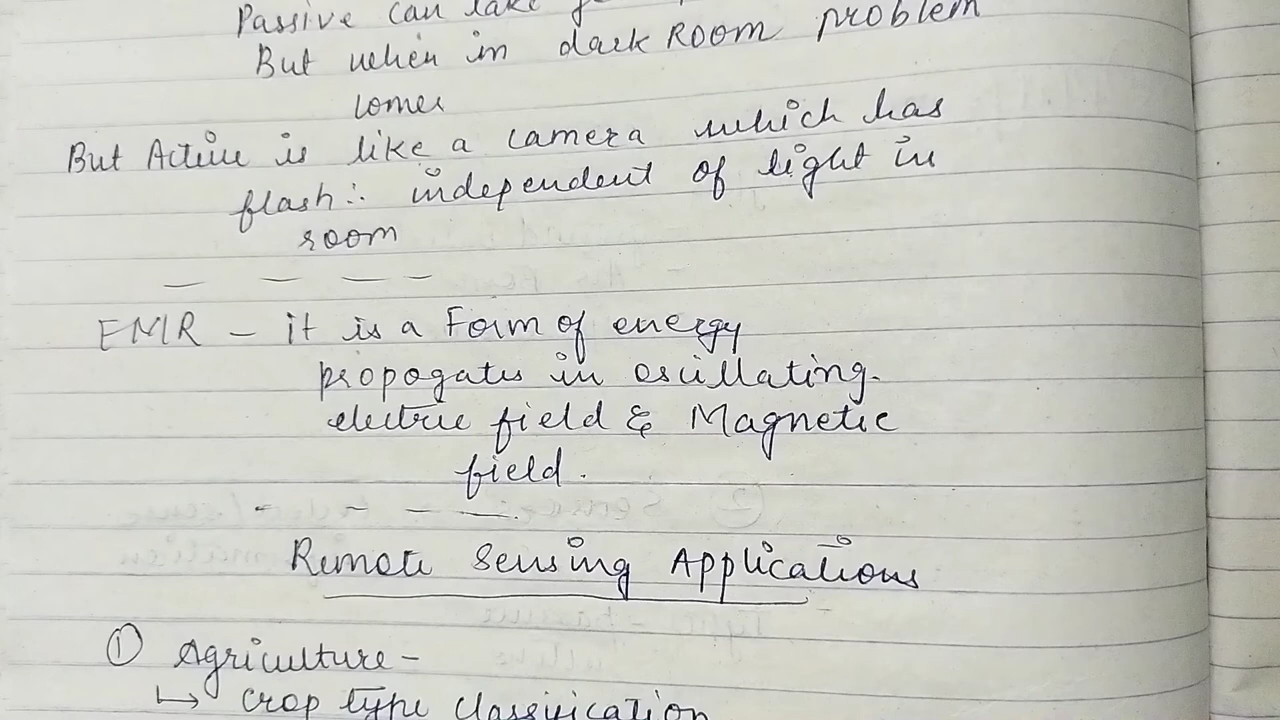 Passive can take
But when in dark Room problem
comes
But Active is like a camera which has
flash ∴ independent of light in
room
EMR - it is a Form of energy
propogates in oscillating
electric field & Magnetic
field.
Remote Sensing Applications
① Agriculture -
↳ crop type classification